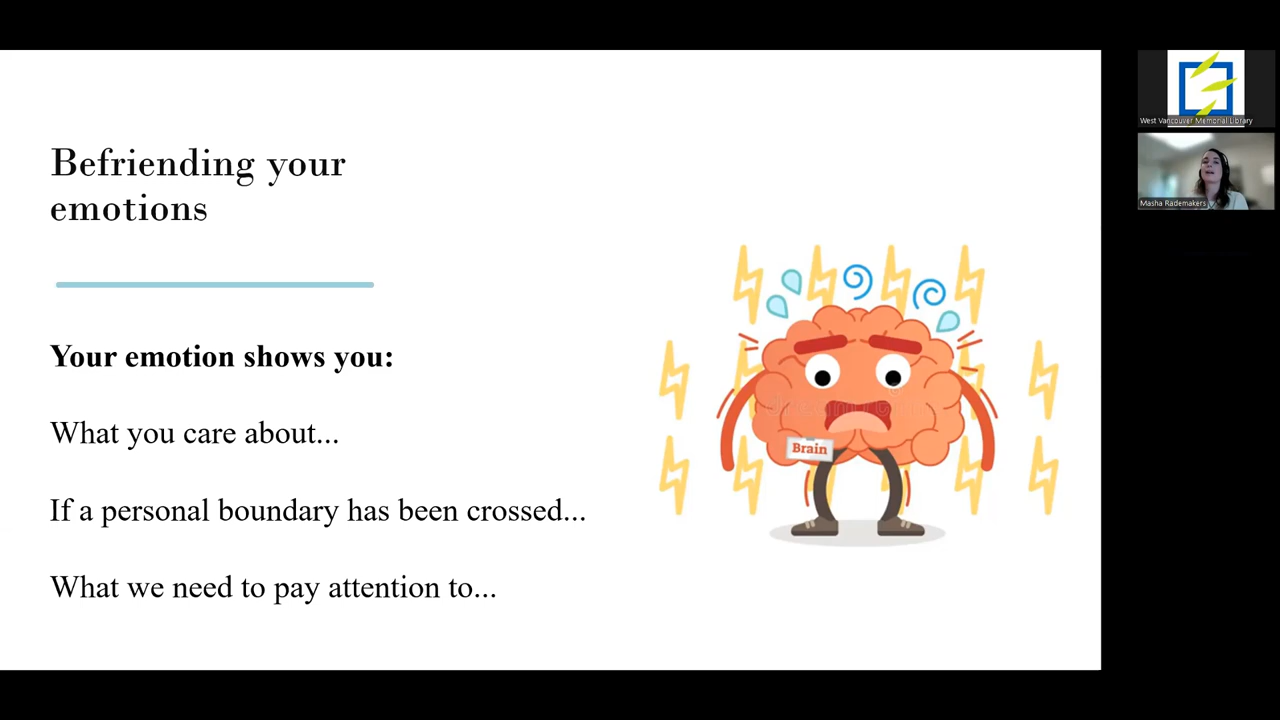 Befriending your
emotions
Your emotion shows you:
What you care about...
If a personal boundary has been crossed...
What we need to pay attention to...
Brain
West Vancouver Memorial Library
Masha Rademakers